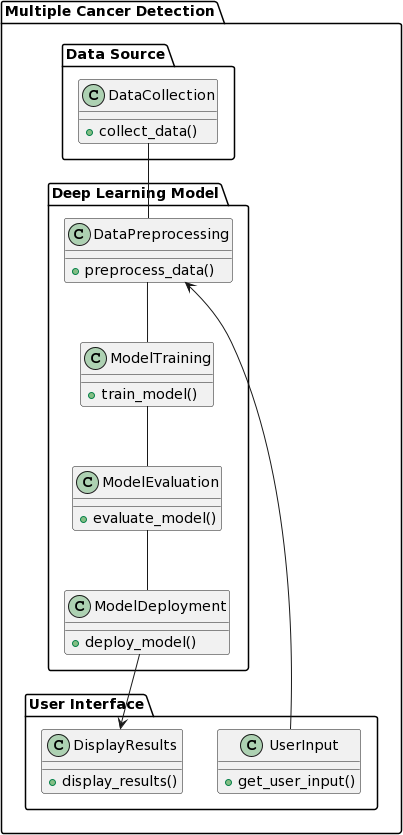 Multiple Cancer Detection
Data Source
C DataCollection
collect_data()
Deep Learning Model
C DataPreprocessing
preprocess_data()
C ModelTraining
train_model()
C ModelEvaluation
evaluate_model()
C ModelDeployment
deploy_model()
User Interface
C DisplayResults
display_results()
C UserInput
get_user_input()